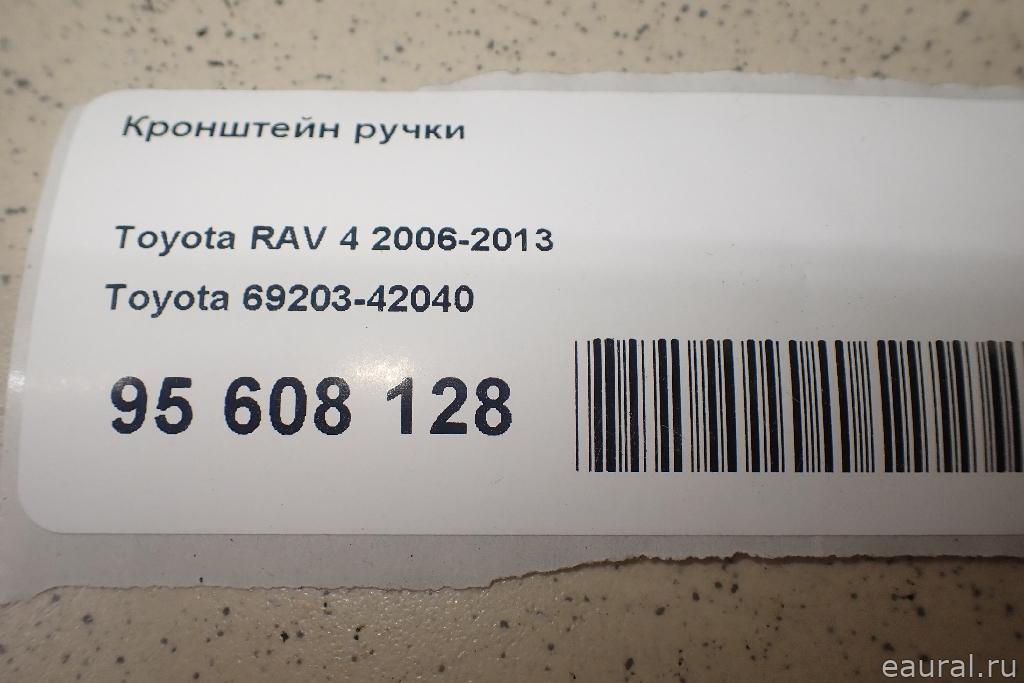 Кронштейн ручки
Toyota RAV 4 2006-2013
Toyota 69203-42040
95 608 128
eaural.ru